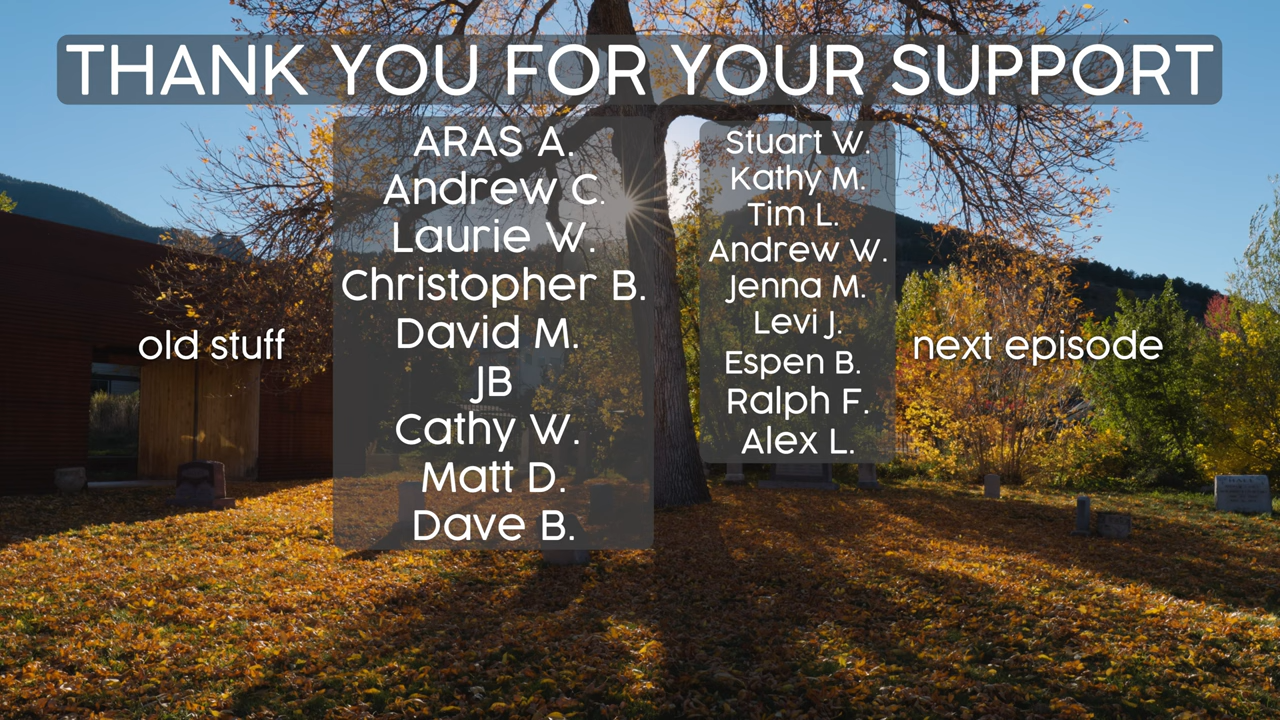 THANK YOU FOR YOUR SUPPORT
ARAS A.
Andrew C.
Laurie W.
Christopher B.
David M.
JB
Cathy W.
Matt D.
Dave B.
Stuart W.
Kathy M.
Tim L.
Andrew W.
Jenna M.
Levi J.
Espen B.
Ralph F.
Alex L.
old stuff
next episode